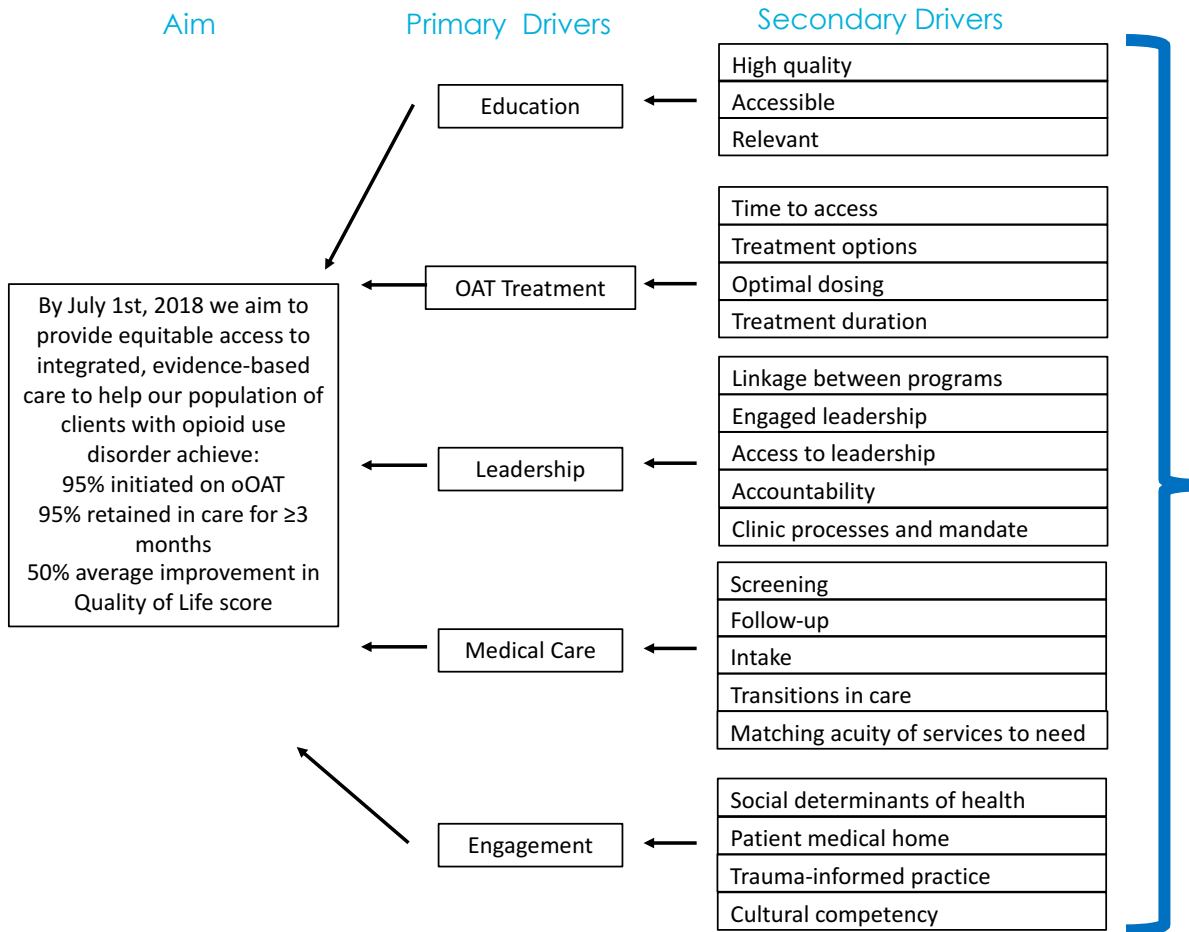 Aim
Primary Drivers
Secondary Drivers
Education
High quality
Accessible
Relevant
OAT Treatment
Time to access
Treatment options
Optimal dosing
Treatment duration
By July 1st, 2018 we aim to
provide equitable access to
integrated, evidence-based
care to help our population of
clients with opioid use
disorder achieve:
95% initiated on oOAT
95% retained in care for ≥3
months
50% average improvement in
Quality of Life score
Leadership
Linkage between programs
Engaged leadership
Access to leadership
Accountability
Clinic processes and mandate
Medical Care
Screening
Follow-up
Intake
Transitions in care
Matching acuity of services to need
Engagement
Social determinants of health
Patient medical home
Trauma-informed practice
Cultural competency